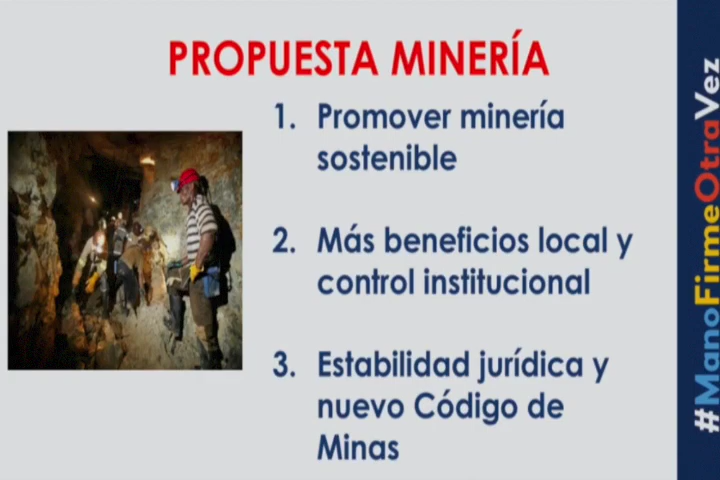 PROPUESTA MINERÍA
1. Promover minería
sostenible
2. Más beneficios local y
control institucional
3. Estabilidad jurídica y
nuevo Código de
Minas
#ManoFirmeOtraVez